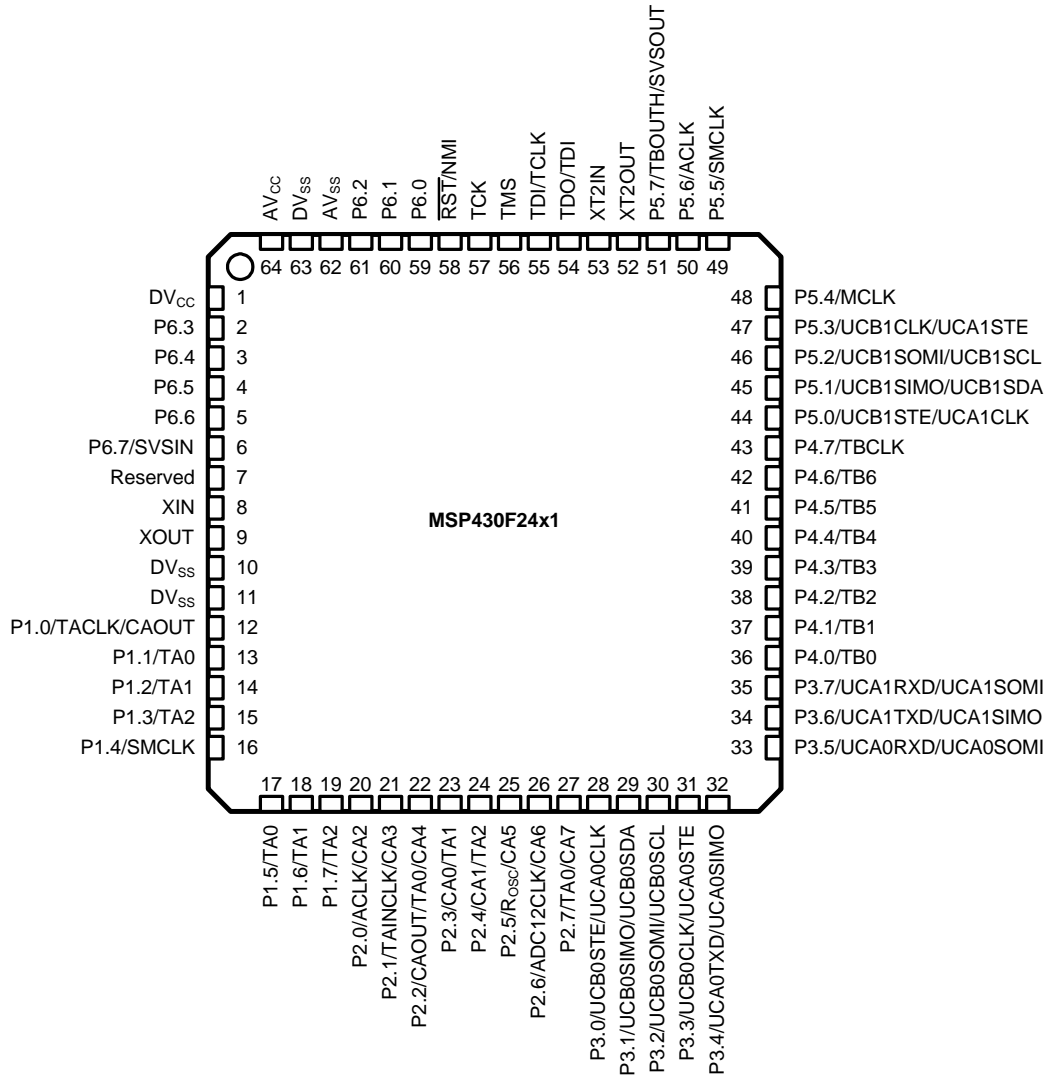 P5.7/TBOUTH/SVSOUT
AVCC
DVSS
AVSS
P6.2
P6.1
P6.0
RST/NMI
TCK
TMS
TDI/TCLK
TDO/TDI
XT2IN
XT2OUT
P5.6/ACLK
P5.5/SMCLK
64 63 62 61 60 59 58 57 56 55 54 53 52 51 50 49
DVCC 1 48 P5.4/MCLK
P6.3 2 47 P5.3/UCB1CLK/UCA1STE
P6.4 3 46 P5.2/UCB1SOMI/UCB1SCL
P6.5 4 45 P5.1/UCB1SIMO/UCB1SDA
P6.6 5 44 P5.0/UCB1STE/UCA1CLK
P6.7/SVSIN 6 43 P4.7/TBCLK
Reserved 7 42 P4.6/TB6
XIN 8 41 P4.5/TB5
MSP430F24x1
XOUT 9 40 P4.4/TB4
DVSS 10 39 P4.3/TB3
DVSS 11 38 P4.2/TB2
P1.0/TACLK/CAOUT 12 37 P4.1/TB1
P1.1/TA0 13 36 P4.0/TB0
P1.2/TA1 14 35 P3.7/UCA1RXD/UCA1SOMI
P1.3/TA2 15 34 P3.6/UCA1TXD/UCA1SIMO
P1.4/SMCLK 16 33 P3.5/UCA0RXD/UCA0SOMI
17 18 19 20 21 22 23 24 25 26 27 28 29 30 31 32
P1.5/TA0
P1.6/TA1
P1.7/TA2
P2.0/ACLK/CA2
P2.1/TAINCLK/CA3
P2.2/CAOUT/TA0/CA4
P2.3/CA0/TA1
P2.4/CA1/TA2
P2.5/ROSC/CA5
P2.6/ADC12CLK/CA6
P2.7/TA0/CA7
P3.0/UCB0STE/UCA0CLK
P3.1/UCB0SIMO/UCB0SDA
P3.2/UCB0SOMI/UCB0SCL
P3.3/UCB0CLK/UCA0STE
P3.4/UCA0TXD/UCA0SIMO